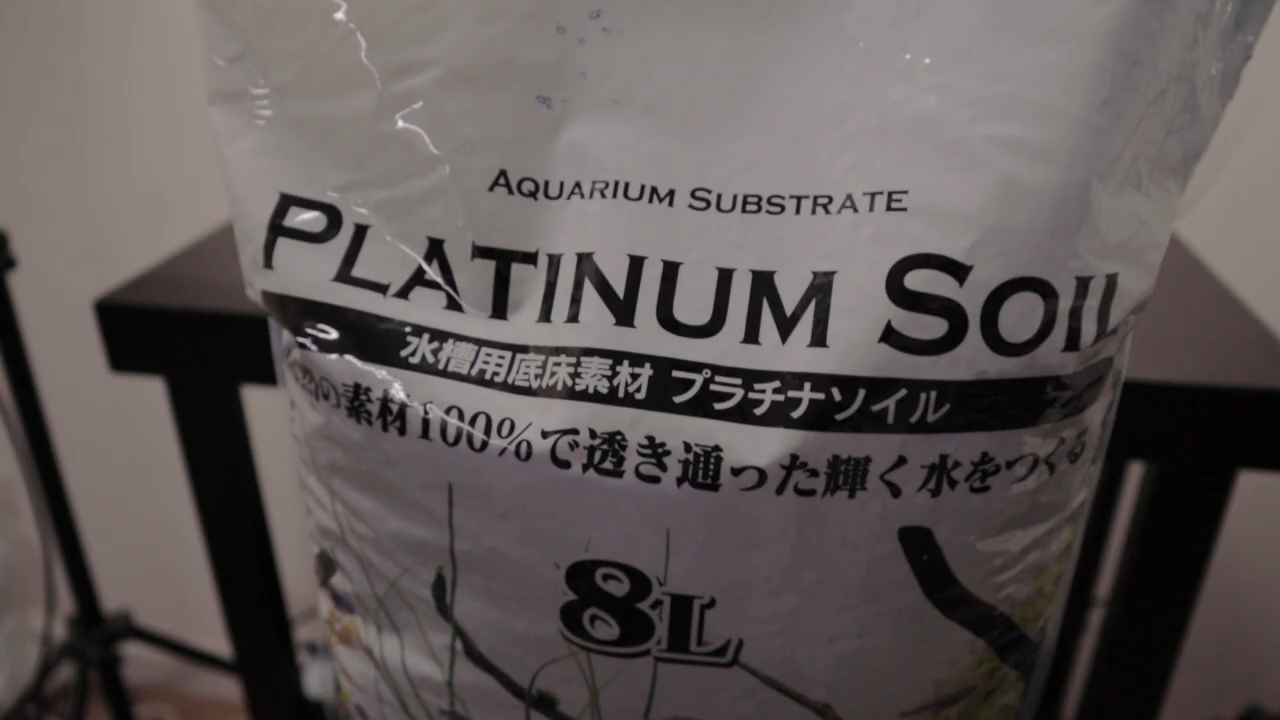 AQUARIUM SUBSTRATE
PLATINUM SOIL
水槽用底床素材 プラチナソイル
の素材100%で透き通った輝く水をつくる
8L